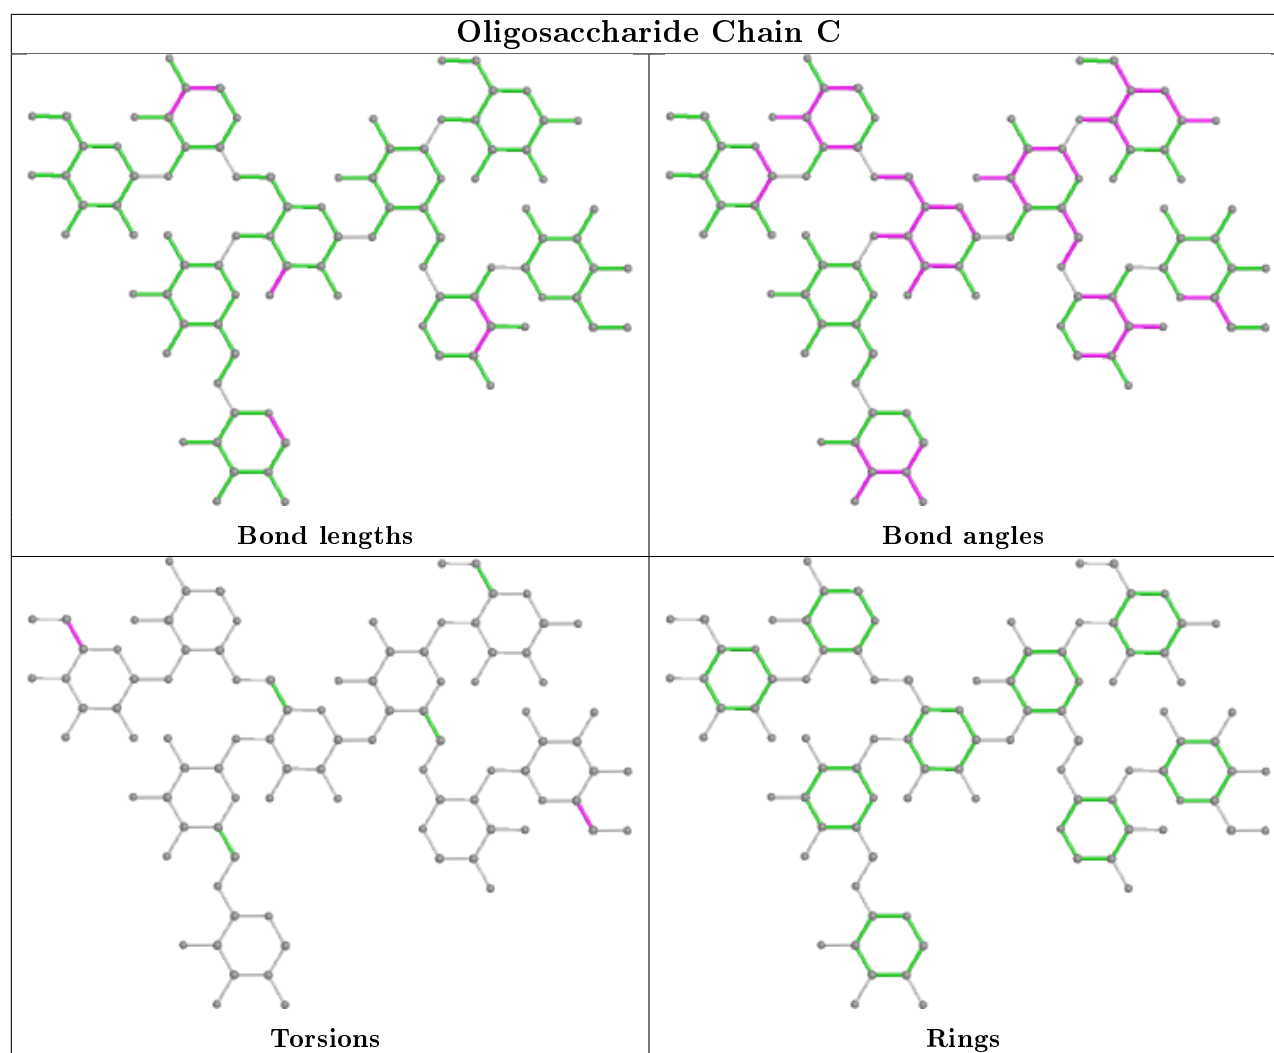 Oligosaccharide Chain C
Bond lengths
Bond angles
Torsions
Rings